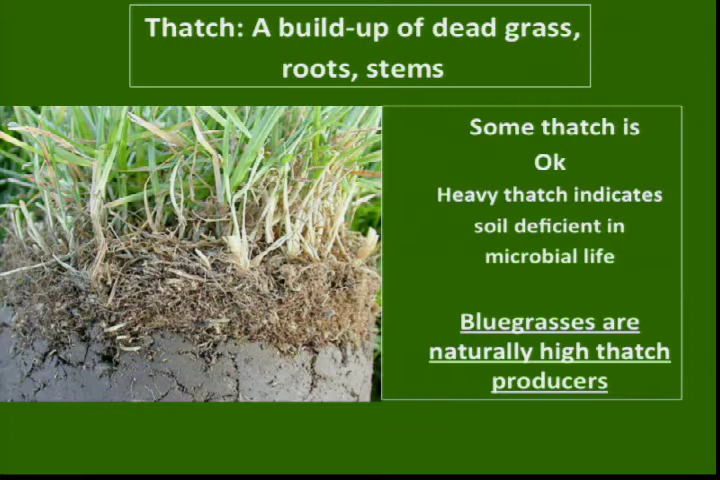 Thatch: A build-up of dead grass,
roots, stems
Some thatch is
Ok
Heavy thatch indicates
soil deficient in
microbial life
Bluegrasses are
naturally high thatch
producers